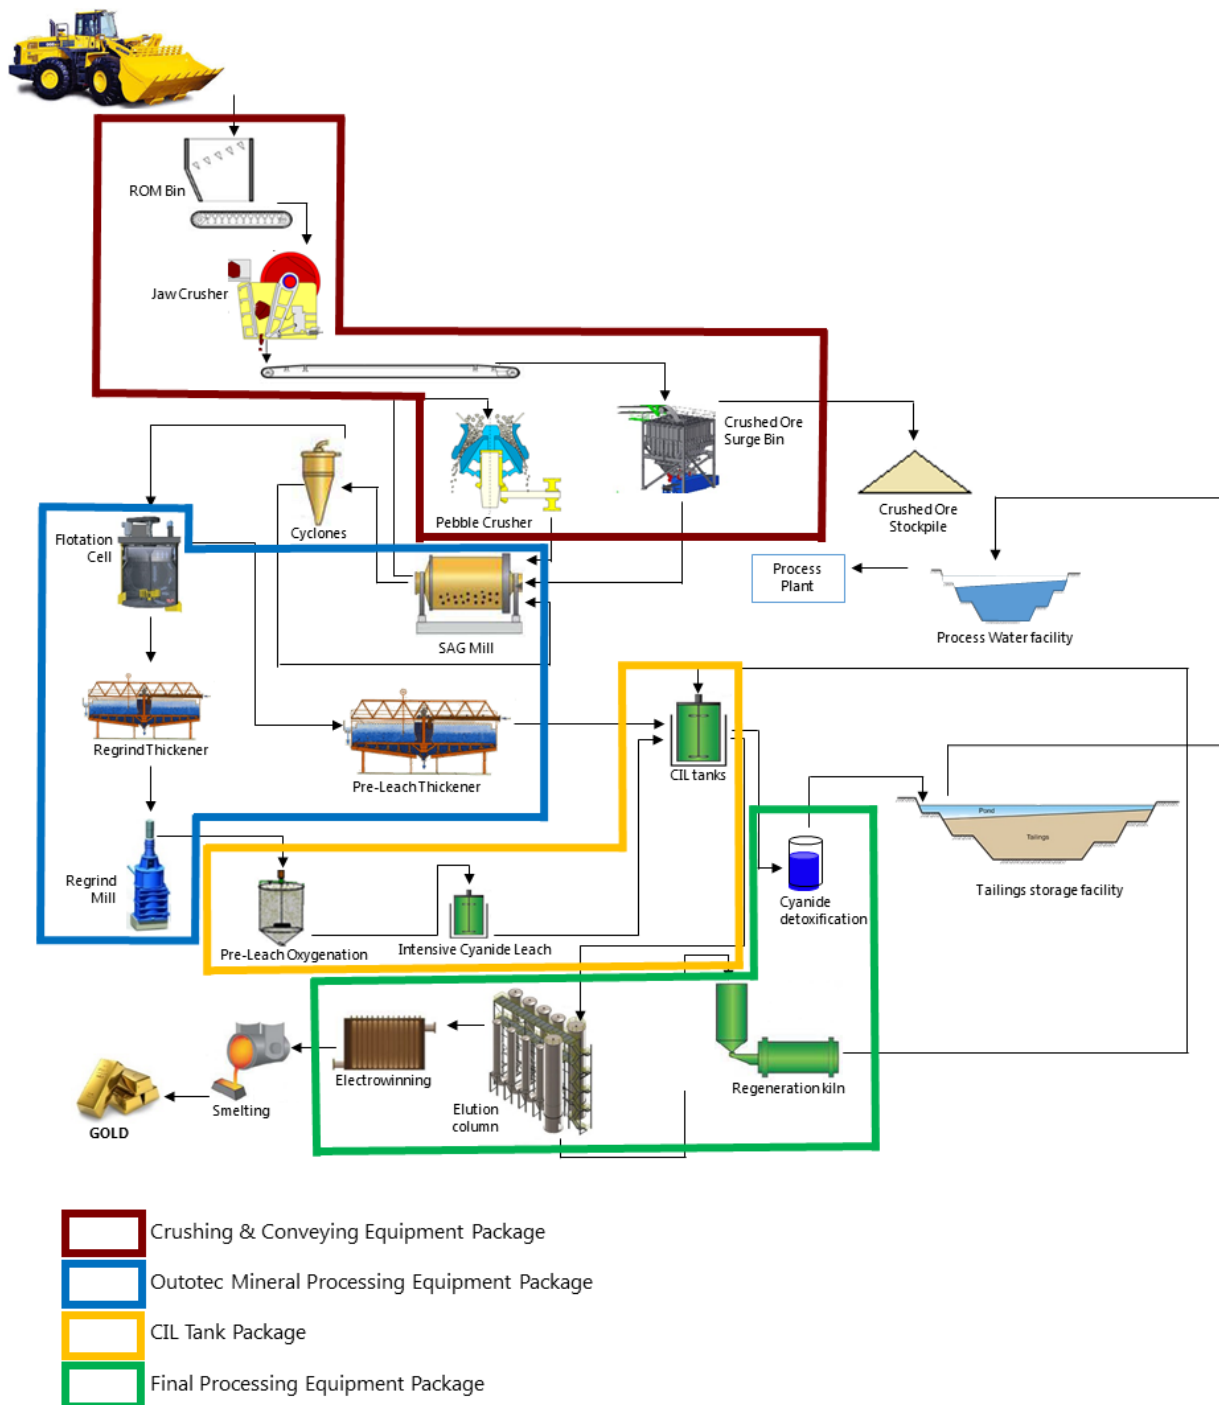 ROM Bin
Jaw Crusher
Crushed Ore
Surge Bin
Pebble Crusher
Cyclones
Crushed Ore
Stockpile
Flotation
Cell
Process
Plant
Process Water facility
SAG Mill
Regrind Thickener
Pre-Leach Thickener
CIL tanks
Pond
Tailings
Tailings storage facility
Regrind
Mill
Cyanide
detoxification
Pre-Leach Oxygenation
Intensive Cyanide Leach
Electrowinning
Regeneration kiln
Elution
column
Smelting
GOLD
Crushing & Conveying Equipment Package
Outotec Mineral Processing Equipment Package
CIL Tank Package
Final Processing Equipment Package